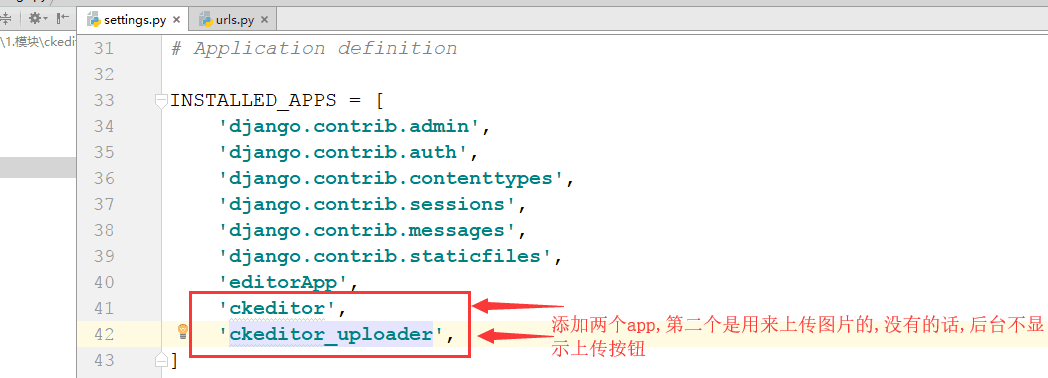 settings.py × urls.py ×
\1.模块\ckedi
31 # Application definition
32
33 INSTALLED_APPS = [
34 'django.contrib.admin',
35 'django.contrib.auth',
36 'django.contrib.contenttypes',
37 'django.contrib.sessions',
38 'django.contrib.messages',
39 'django.contrib.staticfiles',
40 'editorApp',
41 'ckeditor',
42 'ckeditor_uploader',
43 ]
添加两个app,第二个是用来上传图片的,没有的话,后台不显
示上传按钮